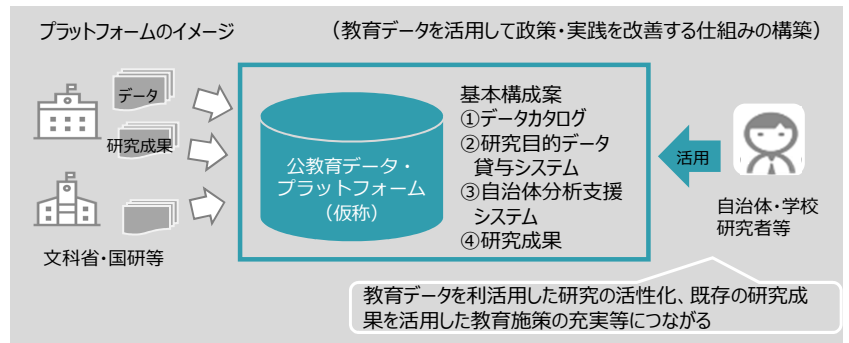 プラットフォームのイメージ
（教育データを活用して政策・実践を改善する仕組みの構築）
データ
研究成果
文科省・国研等
公教育データ・
プラットフォーム
（仮称）
基本構成案
①データカタログ
②研究目的データ
貸与システム
③自治体分析支援
システム
④研究成果
活用
自治体・学校
研究者等
教育データを利活用した研究の活性化、既存の研究成
果を活用した教育施策の充実等につながる